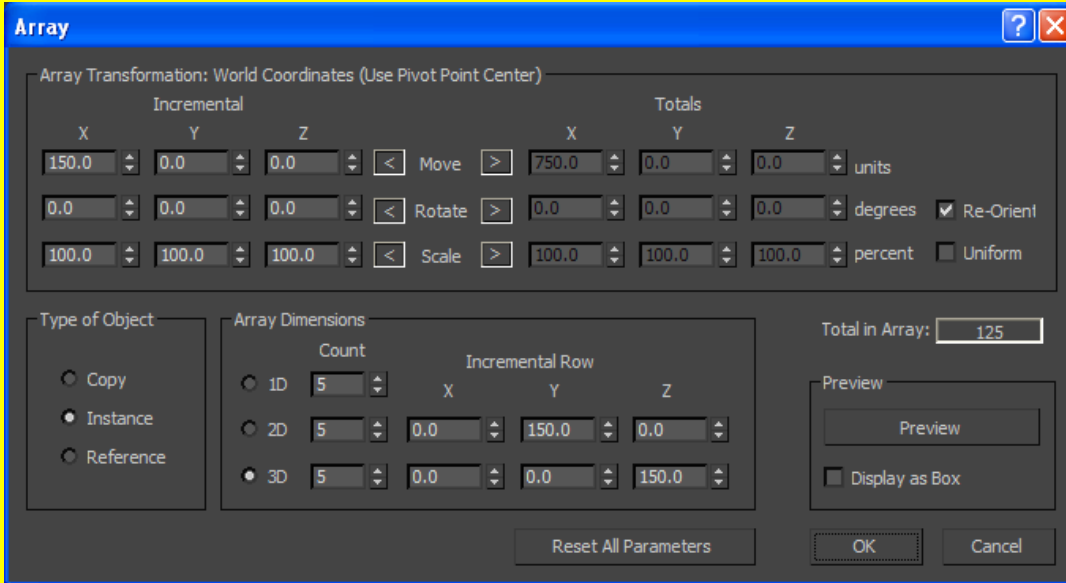 Array
Array Transformation: World Coordinates (Use Pivot Point Center)
Incremental Totals
X Y Z X Y Z
150.0 0.0 0.0 < Move > 750.0 0.0 0.0 units
0.0 0.0 0.0 < Rotate > 0.0 0.0 0.0 degrees Re-Orient
100.0 100.0 100.0 < Scale > 100.0 100.0 100.0 percent Uniform
Type of Object
Copy
Instance
Reference
Array Dimensions
Count
Incremental Row
1D 5 X Y Z
2D 5 0.0 150.0 0.0
3D 5 0.0 0.0 150.0
Total in Array: 125
Preview
Preview
Display as Box
Reset All Parameters OK Cancel